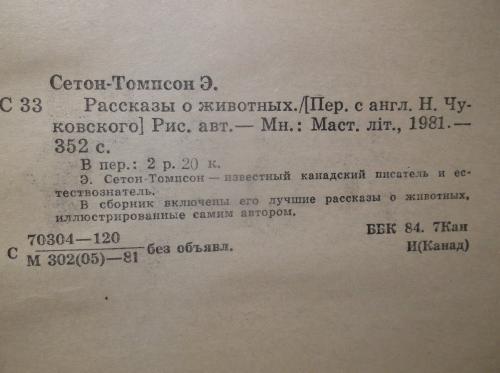 Сетон-Томпсон Э.
С 33 Рассказы о животных./[Пер. с англ. Н. Чу-
ковского] Рис. авт.— Мн.: Маст. літ., 1981.—
352 с.
В пер.: 2 р. 20 к.
Э. Сетон-Томпсон — известный канадский писатель и ес-
тествознатель.
В сборник включены его лучшие рассказы о животных,
иллюстрированные самим автором.
С 70304—120
М 302(05)—81 без объявл.
ББК 84. 7Кан
И(Канад)